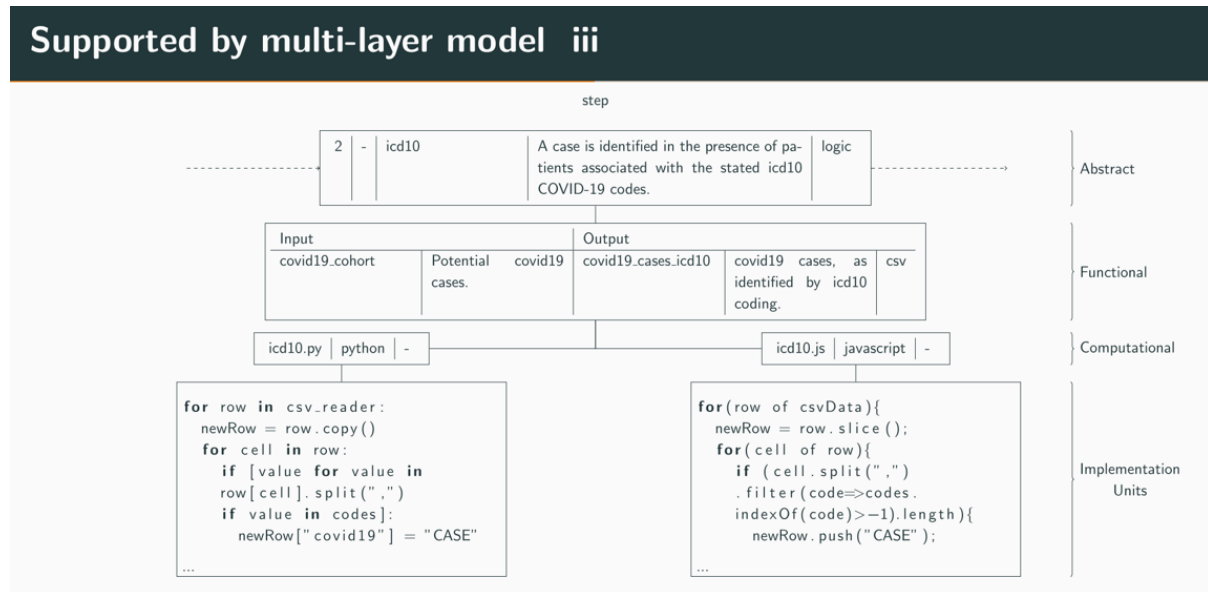 Supported by multi-layer model iii
step
2 - icd10 A case is identified in the presence of pa- logic
tients associated with the stated icd10
COVID-19 codes.
Abstract
Input Output
covid19_cohort Potential covid19 covid19_cases_icd10 covid19 cases, as csv
cases. identified by icd10
coding.
Functional
icd10.py python - icd10.js javascript -
Computational
for row in csv_reader:
newRow = row.copy()
for cell in row:
if [value for value in
row[cell].split(",")
if value in codes]:
newRow["covid19"] = "CASE"
...
for(row of csvData){
newRow = row.slice();
for(cell of row){
if (cell.split(",")
.filter(code=>codes.
indexOf(code)>-1).length){
newRow.push("CASE");
...
Implementation
Units